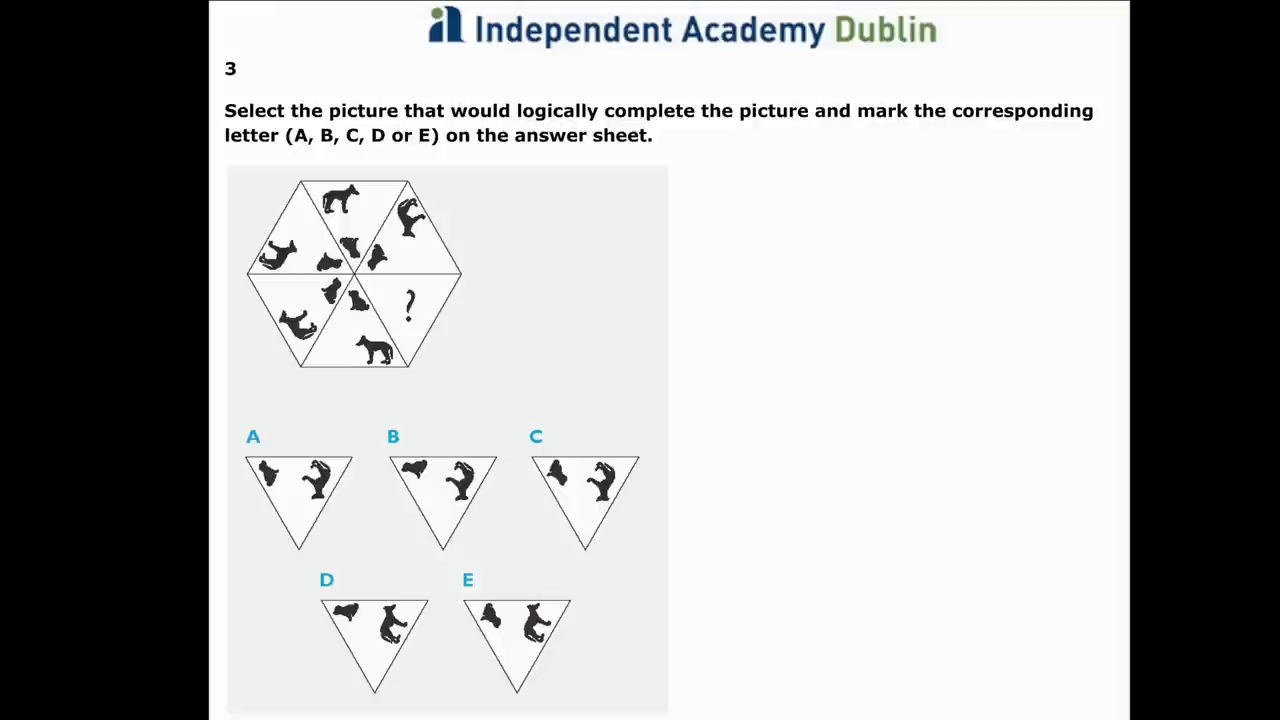 Independent Academy Dublin
3
Select the picture that would logically complete the picture and mark the corresponding
letter (A, B, C, D or E) on the answer sheet.
?
A B C
D E